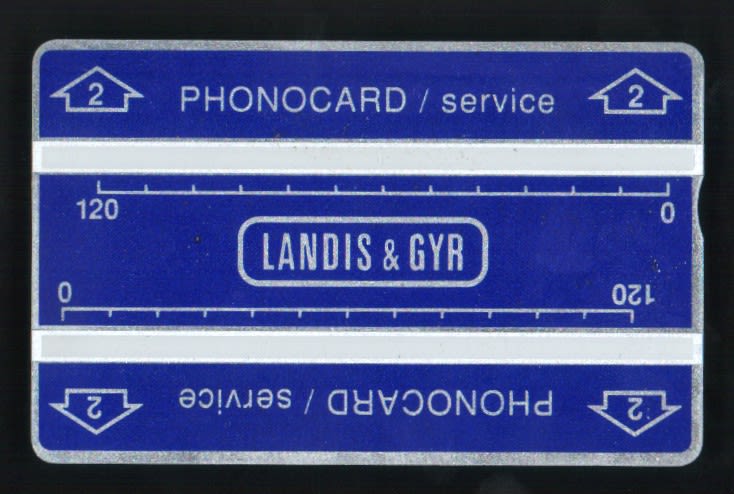 2 PHONOCARD / service 2
120 0
LANDIS & GYR
0 120
2 PHONOCARD / service 2